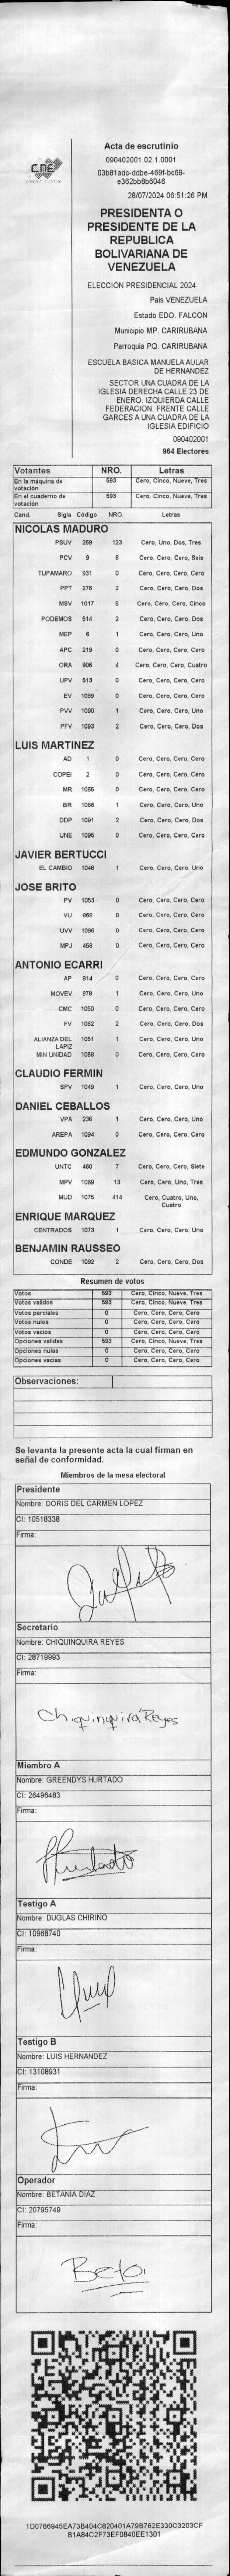 CNE
Acta de escrutinio
090402001.02.1.0001
03b81adc-ddbe-469f-bc69-
e362bb8b6046
28/07/2024 06:51:26 PM
PRESIDENTA O
PRESIDENTE DE LA
REPUBLICA
BOLIVARIANA DE
VENEZUELA
ELECCIÓN PRESIDENCIAL 2024
País VENEZUELA
Estado EDO. FALCON
Municipio MP. CARIRUBANA
Parroquia PQ. CARIRUBANA
ESCUELA BASICA MANUELA AULAR
DE HERNANDEZ
SECTOR UNA CUADRA DE LA
IGLESIA DERECHA CALLE 23 DE
ENERO. IZQUIERDA CALLE
FEDERACION. FRENTE CALLE
GARCES A UNA CUADRA DE LA
IGLESIA EDIFICIO
090402001
964 Electores
Votantes NRO. Letras
En la máquina de votación 593 Cero, Cinco, Nueve, Tres
En el cuaderno de votación 593 Cero, Cinco, Nueve, Tres
Cand. Sigla Código NRO. Letras
NICOLAS MADURO
PSUV 269 123 Cero, Uno, Dos, Tres
PCV 9 6 Cero, Cero, Cero, Seis
TUPAMARO 931 0 Cero, Cero, Cero, Cero
PPT 276 2 Cero, Cero, Cero, Dos
MSV 1017 5 Cero, Cero, Cero, Cinco
PODEMOS 514 2 Cero, Cero, Cero, Dos
MEP 6 1 Cero, Cero, Cero, Uno
APC 219 0 Cero, Cero, Cero, Cero
ORA 906 4 Cero, Cero, Cero, Cuatro
UPV 513 0 Cero, Cero, Cero, Cero
EV 1089 0 Cero, Cero, Cero, Cero
PVV 1090 1 Cero, Cero, Cero, Uno
PFV 1093 2 Cero, Cero, Cero, Dos
LUIS MARTINEZ
AD 1 0 Cero, Cero, Cero, Cero
COPEI 2 0 Cero, Cero, Cero, Cero
MR 1055 0 Cero, Cero, Cero, Cero
BR 1066 1 Cero, Cero, Cero, Uno
DDP 1091 2 Cero, Cero, Cero, Dos
UNE 1095 0 Cero, Cero, Cero, Cero
JAVIER BERTUCCI
EL CAMBIO 1046 1 Cero, Cero, Cero, Uno
JOSE BRITO
PV 1053 0 Cero, Cero, Cero, Cero
VU 968 0 Cero, Cero, Cero, Cero
UVV 1096 0 Cero, Cero, Cero, Cero
MPJ 458 0 Cero, Cero, Cero, Cero
ANTONIO ECARRI
AP 814 0 Cero, Cero, Cero, Cero
MOVEV 979 1 Cero, Cero, Cero, Uno
CMC 1050 0 Cero, Cero, Cero, Cero
FV 1062 2 Cero, Cero, Cero, Dos
ALIANZA DEL LAPIZ 1051 1 Cero, Cero, Cero, Uno
MIN UNIDAD 1058 0 Cero, Cero, Cero, Cero
CLAUDIO FERMIN
SPV 1049 1 Cero, Cero, Cero, Uno
DANIEL CEBALLOS
VPA 236 1 Cero, Cero, Cero, Uno
AREPA 1094 0 Cero, Cero, Cero, Cero
EDMUNDO GONZALEZ
UNTC 460 7 Cero, Cero, Cero, Siete
MPV 1069 13 Cero, Cero, Uno, Tres
MUD 1075 414 Cero, Cuatro, Uno, Cuatro
ENRIQUE MARQUEZ
CENTRADOS 1073 1 Cero, Cero, Cero, Uno
BENJAMIN RAUSSEO
CONDE 1092 2 Cero, Cero, Cero, Dos
Resumen de votos
Votos 593 Cero, Cinco, Nueve, Tres
Votos validos 593 Cero, Cinco, Nueve, Tres
Votos parciales 0 Cero, Cero, Cero, Cero
Votos nulos 0 Cero, Cero, Cero, Cero
Votos vacios 0 Cero, Cero, Cero, Cero
Opciones validas 593 Cero, Cinco, Nueve, Tres
Opciones nulas 0 Cero, Cero, Cero, Cero
Opciones vacias 0 Cero, Cero, Cero, Cero
Observaciones:
Se levanta la presente acta la cual firman en
señal de conformidad.
Miembros de la mesa electoral
Presidente
Nombre: DORIS DEL CARMEN LOPEZ
CI: 10518338
Firma:
Secretario
Nombre: CHIQUINQUIRA REYES
CI: 28719993
Firma:
Chiquinquirá Reyes
Miembro A
Nombre: GREENDYS HURTADO
CI: 26496483
Firma:
Hurtado
Testigo A
Nombre: DUGLAS CHIRINO
CI: 10968740
Firma:
Testigo B
Nombre: LUIS HERNANDEZ
CI: 13108931
Firma:
Operador
Nombre: BETANIA DIAZ
CI: 20795749
Firma:
1D0786945EA73B404C820401A79B762E330C3203CF
B1A84C2F73EF0840EE1301